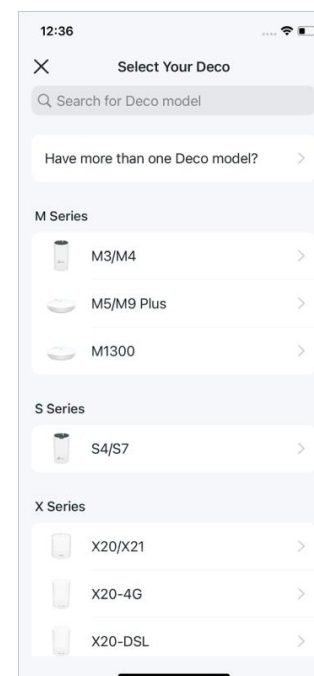 12:36
Select Your Deco
Search for Deco model
Have more than one Deco model?
M Series
M3/M4
M5/M9 Plus
M1300
S Series
S4/S7
X Series
X20/X21
X20-4G
X20-DSL